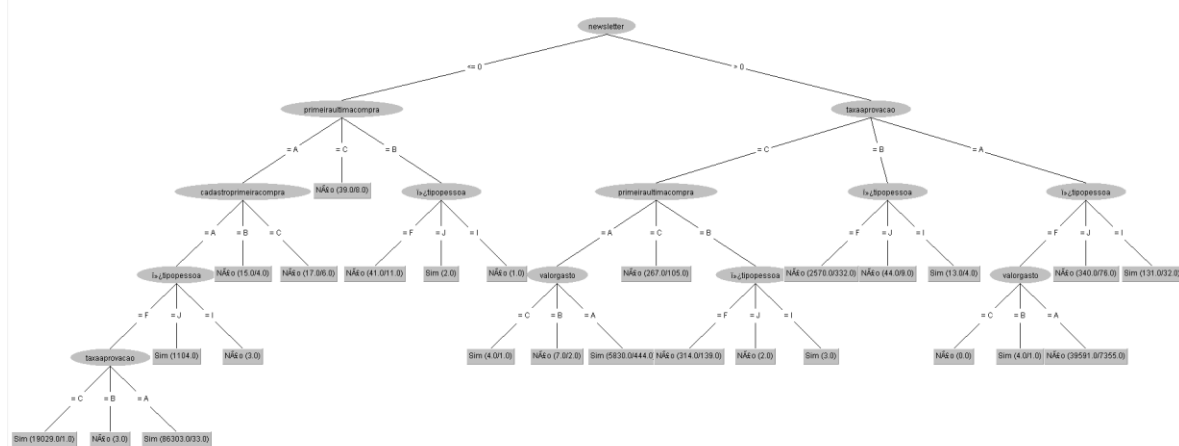 newsletter
<= 0
> 0
primeiraultimacompra
taxaaprovacao
= A
= C
= B
= C
= B
= A
cadastroprimeiracompra
NÃ£o (39.0/8.0)
ï»¿tipopessoa
primeiraultimacompra
ï»¿tipopessoa
ï»¿tipopessoa
= A
= B
= C
= F
= J
= I
= A
= C
= B
= F
= J
= I
= F
= J
= I
ï»¿tipopessoa
NÃ£o (15.0/4.0)
NÃ£o (17.0/6.0)
NÃ£o (41.0/11.0)
Sim (2.0)
NÃ£o (1.0)
valorgasto
NÃ£o (267.0/105.0)
ï»¿tipopessoa
NÃ£o (2570.0/332.0)
NÃ£o (44.0/9.0)
Sim (13.0/4.0)
valorgasto
NÃ£o (340.0/76.0)
Sim (131.0/32.0)
= F
= J
= I
= C
= B
= A
= F
= J
= I
= C
= B
= A
taxaaprovacao
Sim (1104.0)
NÃ£o (3.0)
Sim (4.0/1.0)
NÃ£o (7.0/2.0)
Sim (5830.0/444.0)
NÃ£o (314.0/139.0)
NÃ£o (2.0)
Sim (3.0)
NÃ£o (0.0)
Sim (4.0/1.0)
NÃ£o (39591.0/7355.0)
= C
= B
= A
Sim (19029.0/1.0)
NÃ£o (3.0)
Sim (86303.0/33.0)